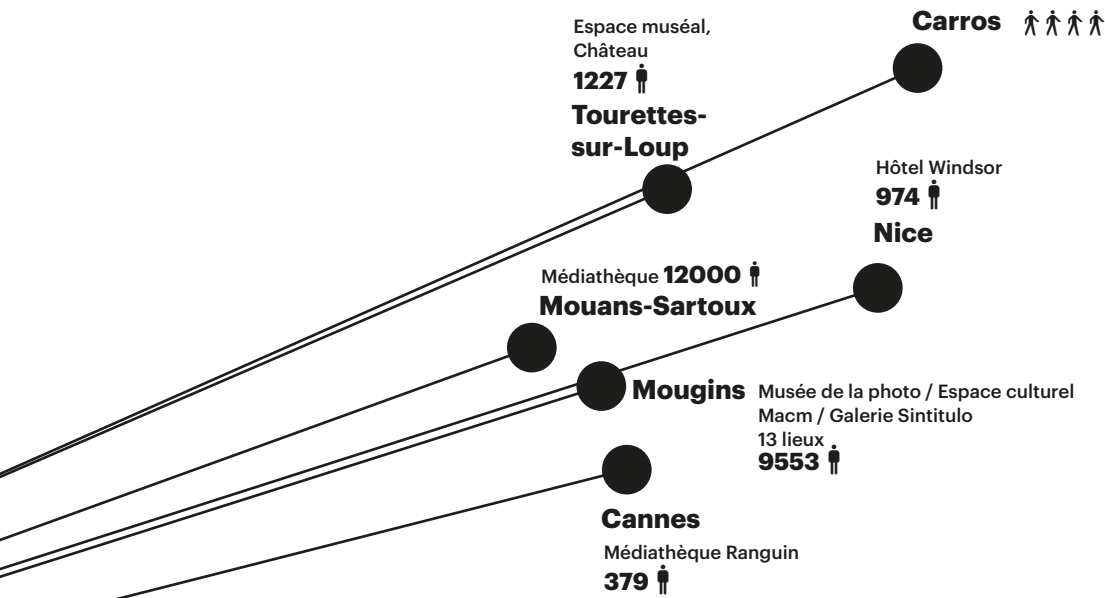 Carros
Espace muséal,
Château
1227
Tourettes-
sur-Loup
Hôtel Windsor
974
Nice
Médiathèque 12000
Mouans-Sartoux
Mougins
Musée de la photo / Espace culturel
Macm / Galerie Sintitulo
13 lieux
9553
Cannes
Médiathèque Ranguin
379